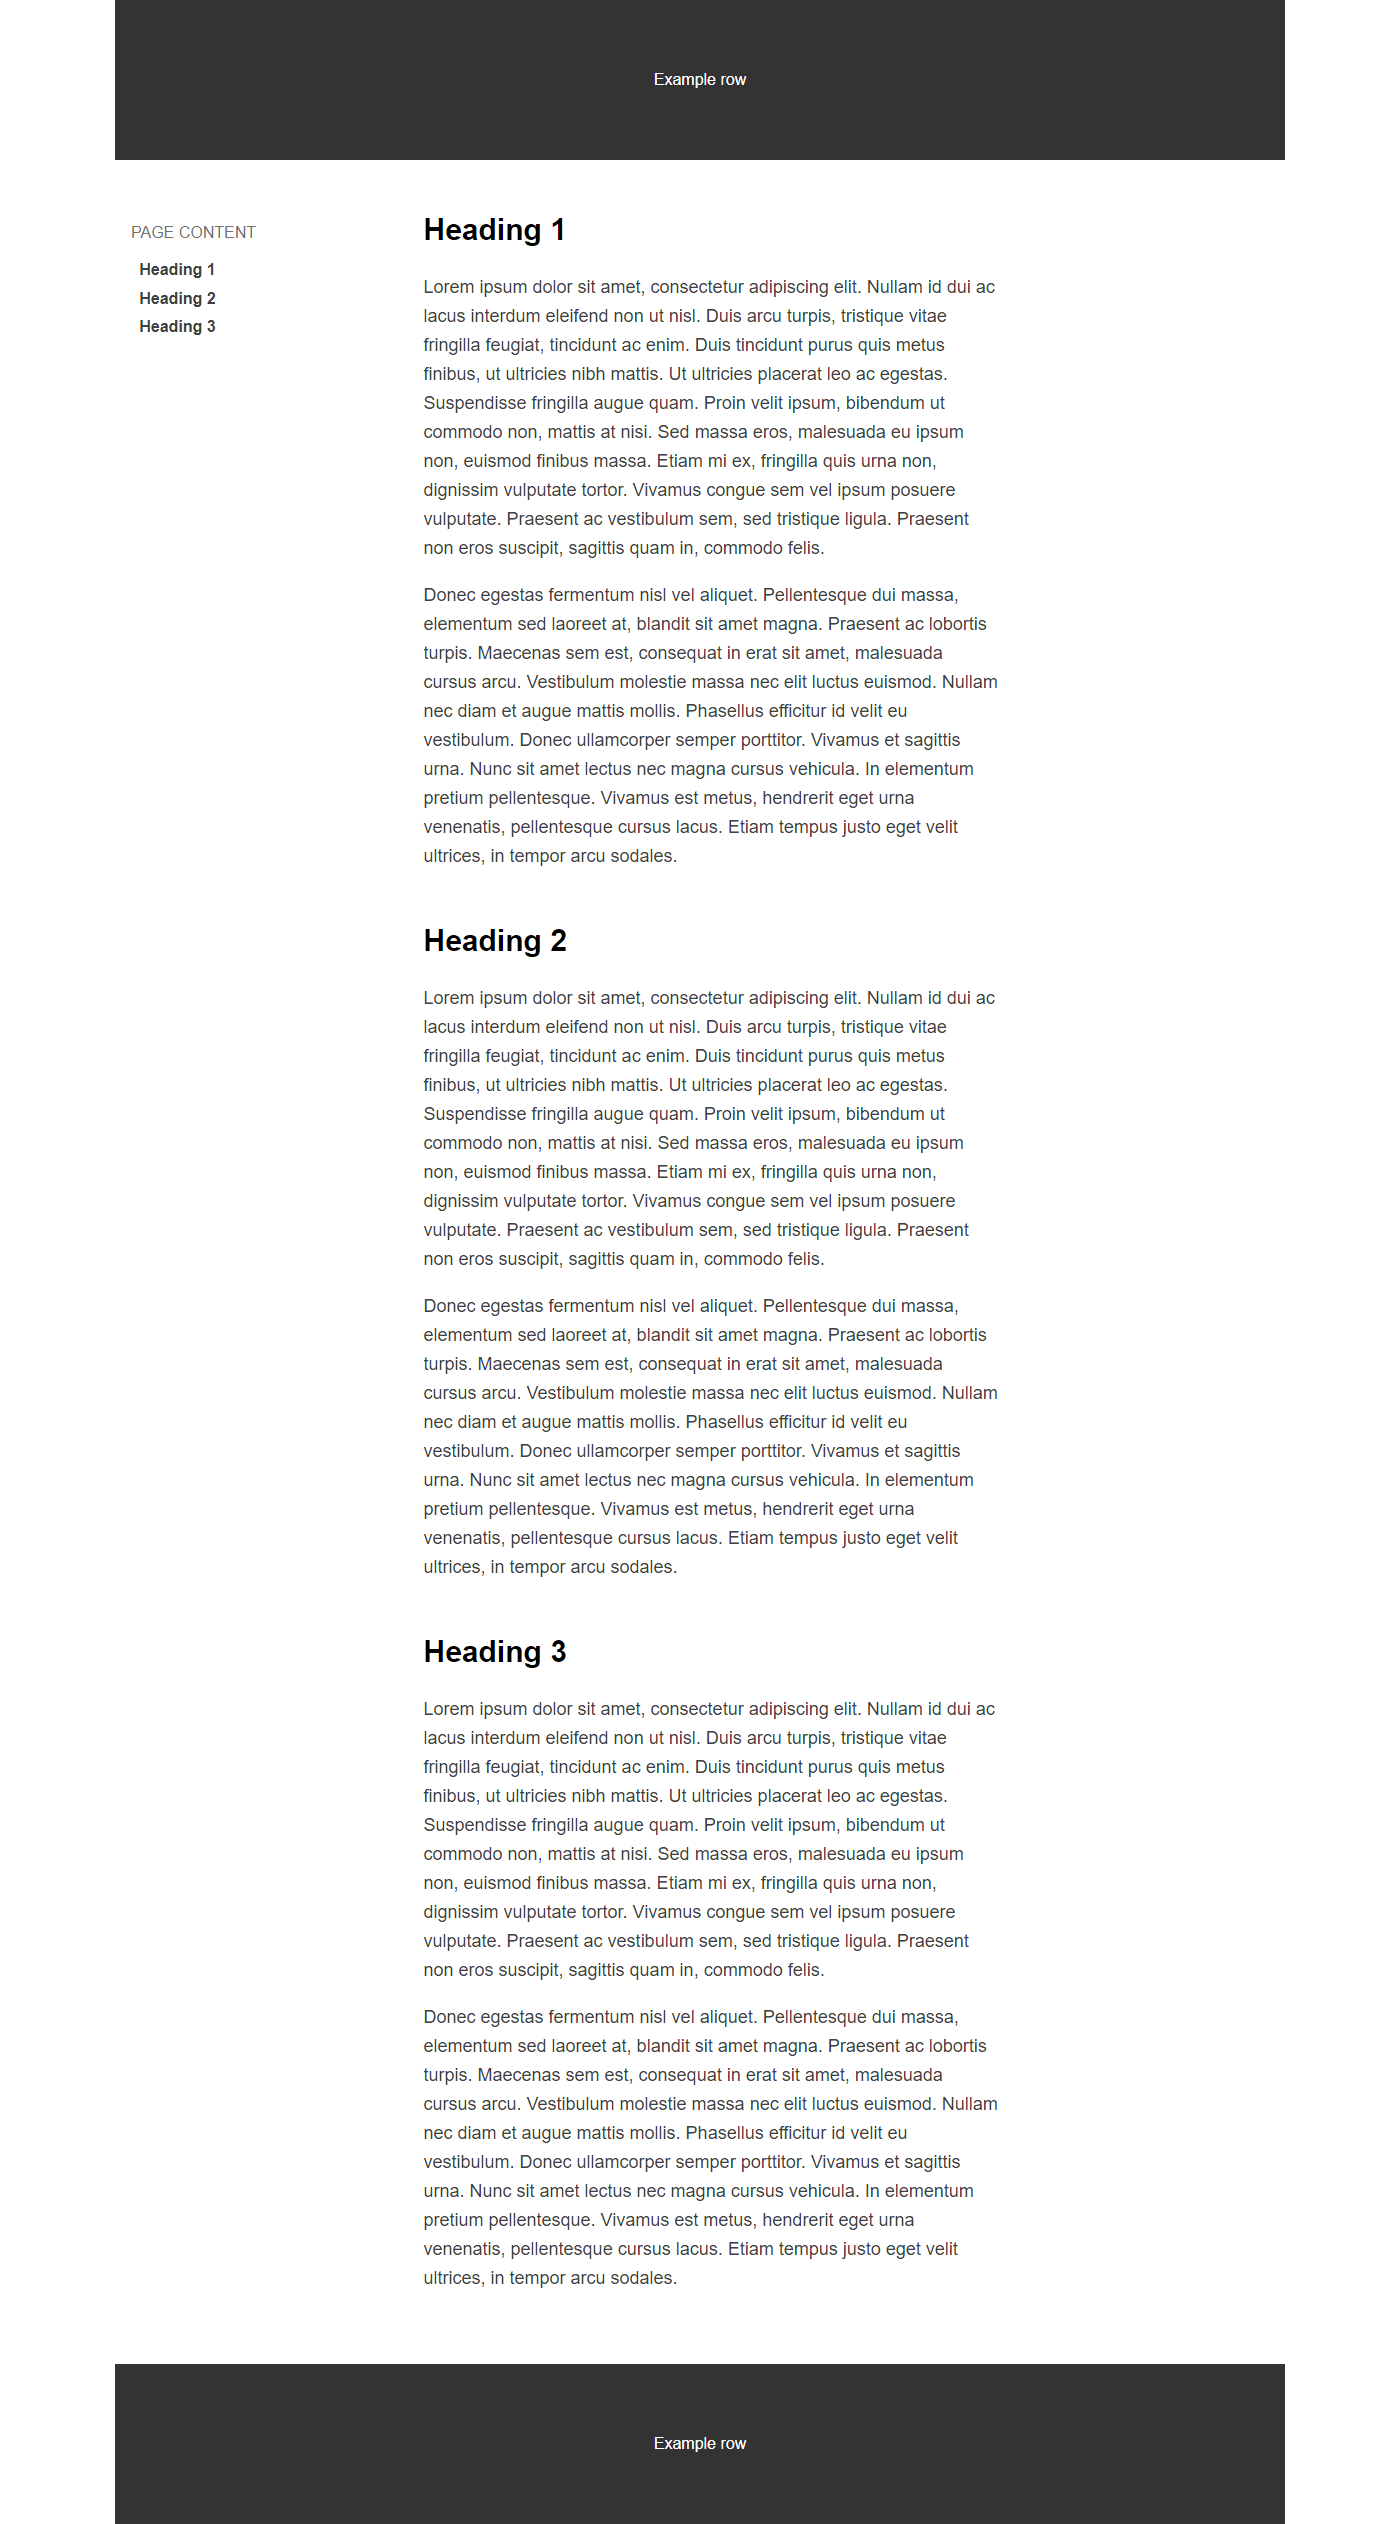 Example row
PAGE CONTENT
Heading 1
Heading 2
Heading 3
Heading 1
Lorem ipsum dolor sit amet, consectetur adipiscing elit. Nullam id dui ac
lacus interdum eleifend non ut nisl. Duis arcu turpis, tristique vitae
fringilla feugiat, tincidunt ac enim. Duis tincidunt purus quis metus
finibus, ut ultricies nibh mattis. Ut ultricies placerat leo ac egestas.
Suspendisse fringilla augue quam. Proin velit ipsum, bibendum ut
commodo non, mattis at nisi. Sed massa eros, malesuada eu ipsum
non, euismod finibus massa. Etiam mi ex, fringilla quis urna non,
dignissim vulputate tortor. Vivamus congue sem vel ipsum posuere
vulputate. Praesent ac vestibulum sem, sed tristique ligula. Praesent
non eros suscipit, sagittis quam in, commodo felis.
Donec egestas fermentum nisl vel aliquet. Pellentesque dui massa,
elementum sed laoreet at, blandit sit amet magna. Praesent ac lobortis
turpis. Maecenas sem est, consequat in erat sit amet, malesuada
cursus arcu. Vestibulum molestie massa nec elit luctus euismod. Nullam
nec diam et augue mattis mollis. Phasellus efficitur id velit eu
vestibulum. Donec ullamcorper semper porttitor. Vivamus et sagittis
urna. Nunc sit amet lectus nec magna cursus vehicula. In elementum
pretium pellentesque. Vivamus est metus, hendrerit eget urna
venenatis, pellentesque cursus lacus. Etiam tempus justo eget velit
ultrices, in tempor arcu sodales.
Heading 2
Lorem ipsum dolor sit amet, consectetur adipiscing elit. Nullam id dui ac
lacus interdum eleifend non ut nisl. Duis arcu turpis, tristique vitae
fringilla feugiat, tincidunt ac enim. Duis tincidunt purus quis metus
finibus, ut ultricies nibh mattis. Ut ultricies placerat leo ac egestas.
Suspendisse fringilla augue quam. Proin velit ipsum, bibendum ut
commodo non, mattis at nisi. Sed massa eros, malesuada eu ipsum
non, euismod finibus massa. Etiam mi ex, fringilla quis urna non,
dignissim vulputate tortor. Vivamus congue sem vel ipsum posuere
vulputate. Praesent ac vestibulum sem, sed tristique ligula. Praesent
non eros suscipit, sagittis quam in, commodo felis.
Donec egestas fermentum nisl vel aliquet. Pellentesque dui massa,
elementum sed laoreet at, blandit sit amet magna. Praesent ac lobortis
turpis. Maecenas sem est, consequat in erat sit amet, malesuada
cursus arcu. Vestibulum molestie massa nec elit luctus euismod. Nullam
nec diam et augue mattis mollis. Phasellus efficitur id velit eu
vestibulum. Donec ullamcorper semper porttitor. Vivamus et sagittis
urna. Nunc sit amet lectus nec magna cursus vehicula. In elementum
pretium pellentesque. Vivamus est metus, hendrerit eget urna
venenatis, pellentesque cursus lacus. Etiam tempus justo eget velit
ultrices, in tempor arcu sodales.
Heading 3
Lorem ipsum dolor sit amet, consectetur adipiscing elit. Nullam id dui ac
lacus interdum eleifend non ut nisl. Duis arcu turpis, tristique vitae
fringilla feugiat, tincidunt ac enim. Duis tincidunt purus quis metus
finibus, ut ultricies nibh mattis. Ut ultricies placerat leo ac egestas.
Suspendisse fringilla augue quam. Proin velit ipsum, bibendum ut
commodo non, mattis at nisi. Sed massa eros, malesuada eu ipsum
non, euismod finibus massa. Etiam mi ex, fringilla quis urna non,
dignissim vulputate tortor. Vivamus congue sem vel ipsum posuere
vulputate. Praesent ac vestibulum sem, sed tristique ligula. Praesent
non eros suscipit, sagittis quam in, commodo felis.
Donec egestas fermentum nisl vel aliquet. Pellentesque dui massa,
elementum sed laoreet at, blandit sit amet magna. Praesent ac lobortis
turpis. Maecenas sem est, consequat in erat sit amet, malesuada
cursus arcu. Vestibulum molestie massa nec elit luctus euismod. Nullam
nec diam et augue mattis mollis. Phasellus efficitur id velit eu
vestibulum. Donec ullamcorper semper porttitor. Vivamus et sagittis
urna. Nunc sit amet lectus nec magna cursus vehicula. In elementum
pretium pellentesque. Vivamus est metus, hendrerit eget urna
venenatis, pellentesque cursus lacus. Etiam tempus justo eget velit
ultrices, in tempor arcu sodales.
Example row